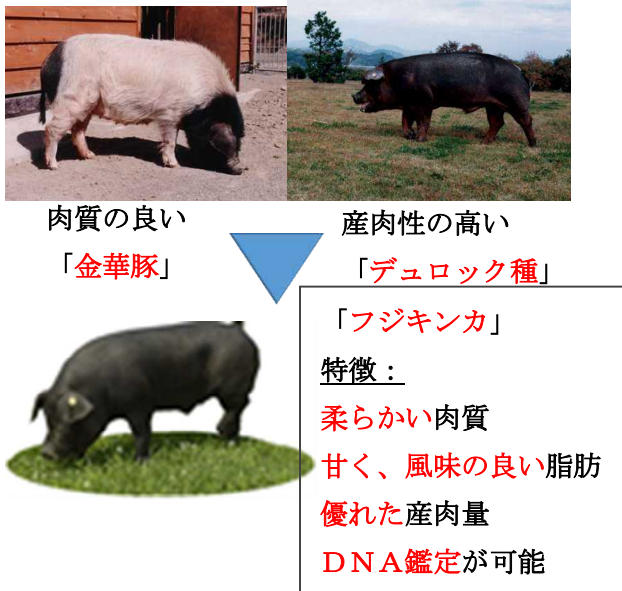 肉質の良い
「金華豚」
産肉性の高い
「デュロック種」
「フジキンカ」
特徴：
柔らかい肉質
甘く、風味の良い脂肪
優れた産肉量
ＤＮＡ鑑定が可能